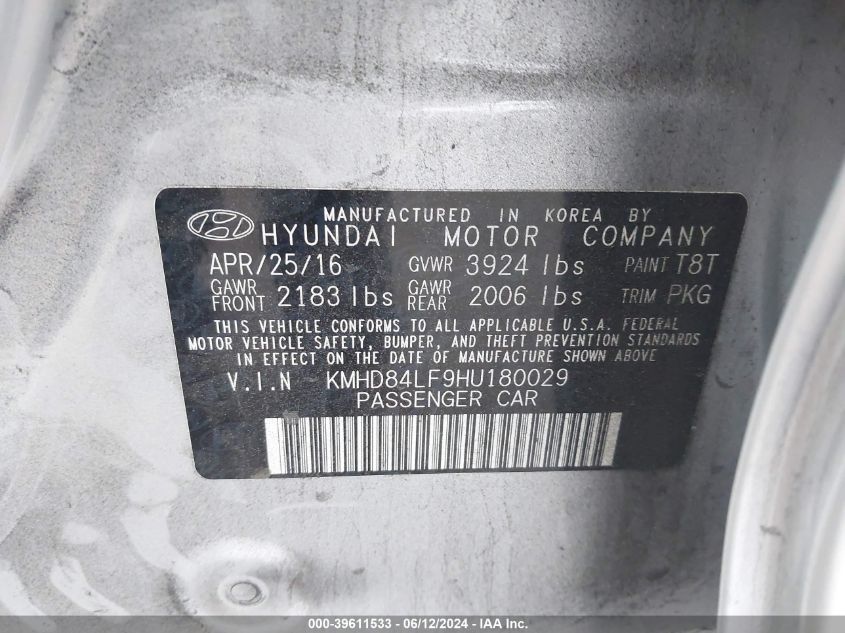 MANUFACTURED IN KOREA BY
HYUNDAI MOTOR COMPANY
APR/25/16 GVWR 3924 lbs PAINT T8T
GAWR FRONT 2183 lbs GAWR REAR 2006 lbs TRIM PKG
THIS VEHICLE CONFORMS TO ALL APPLICABLE U.S.A. FEDERAL
MOTOR VEHICLE SAFETY, BUMPER, AND THEFT PREVENTION STANDARDS
IN EFFECT ON THE DATE OF MANUFACTURE SHOWN ABOVE
V.I.N KMHD84LF9HU180029
PASSENGER CAR
000-39611533 - 06/12/2024 - IAA Inc.